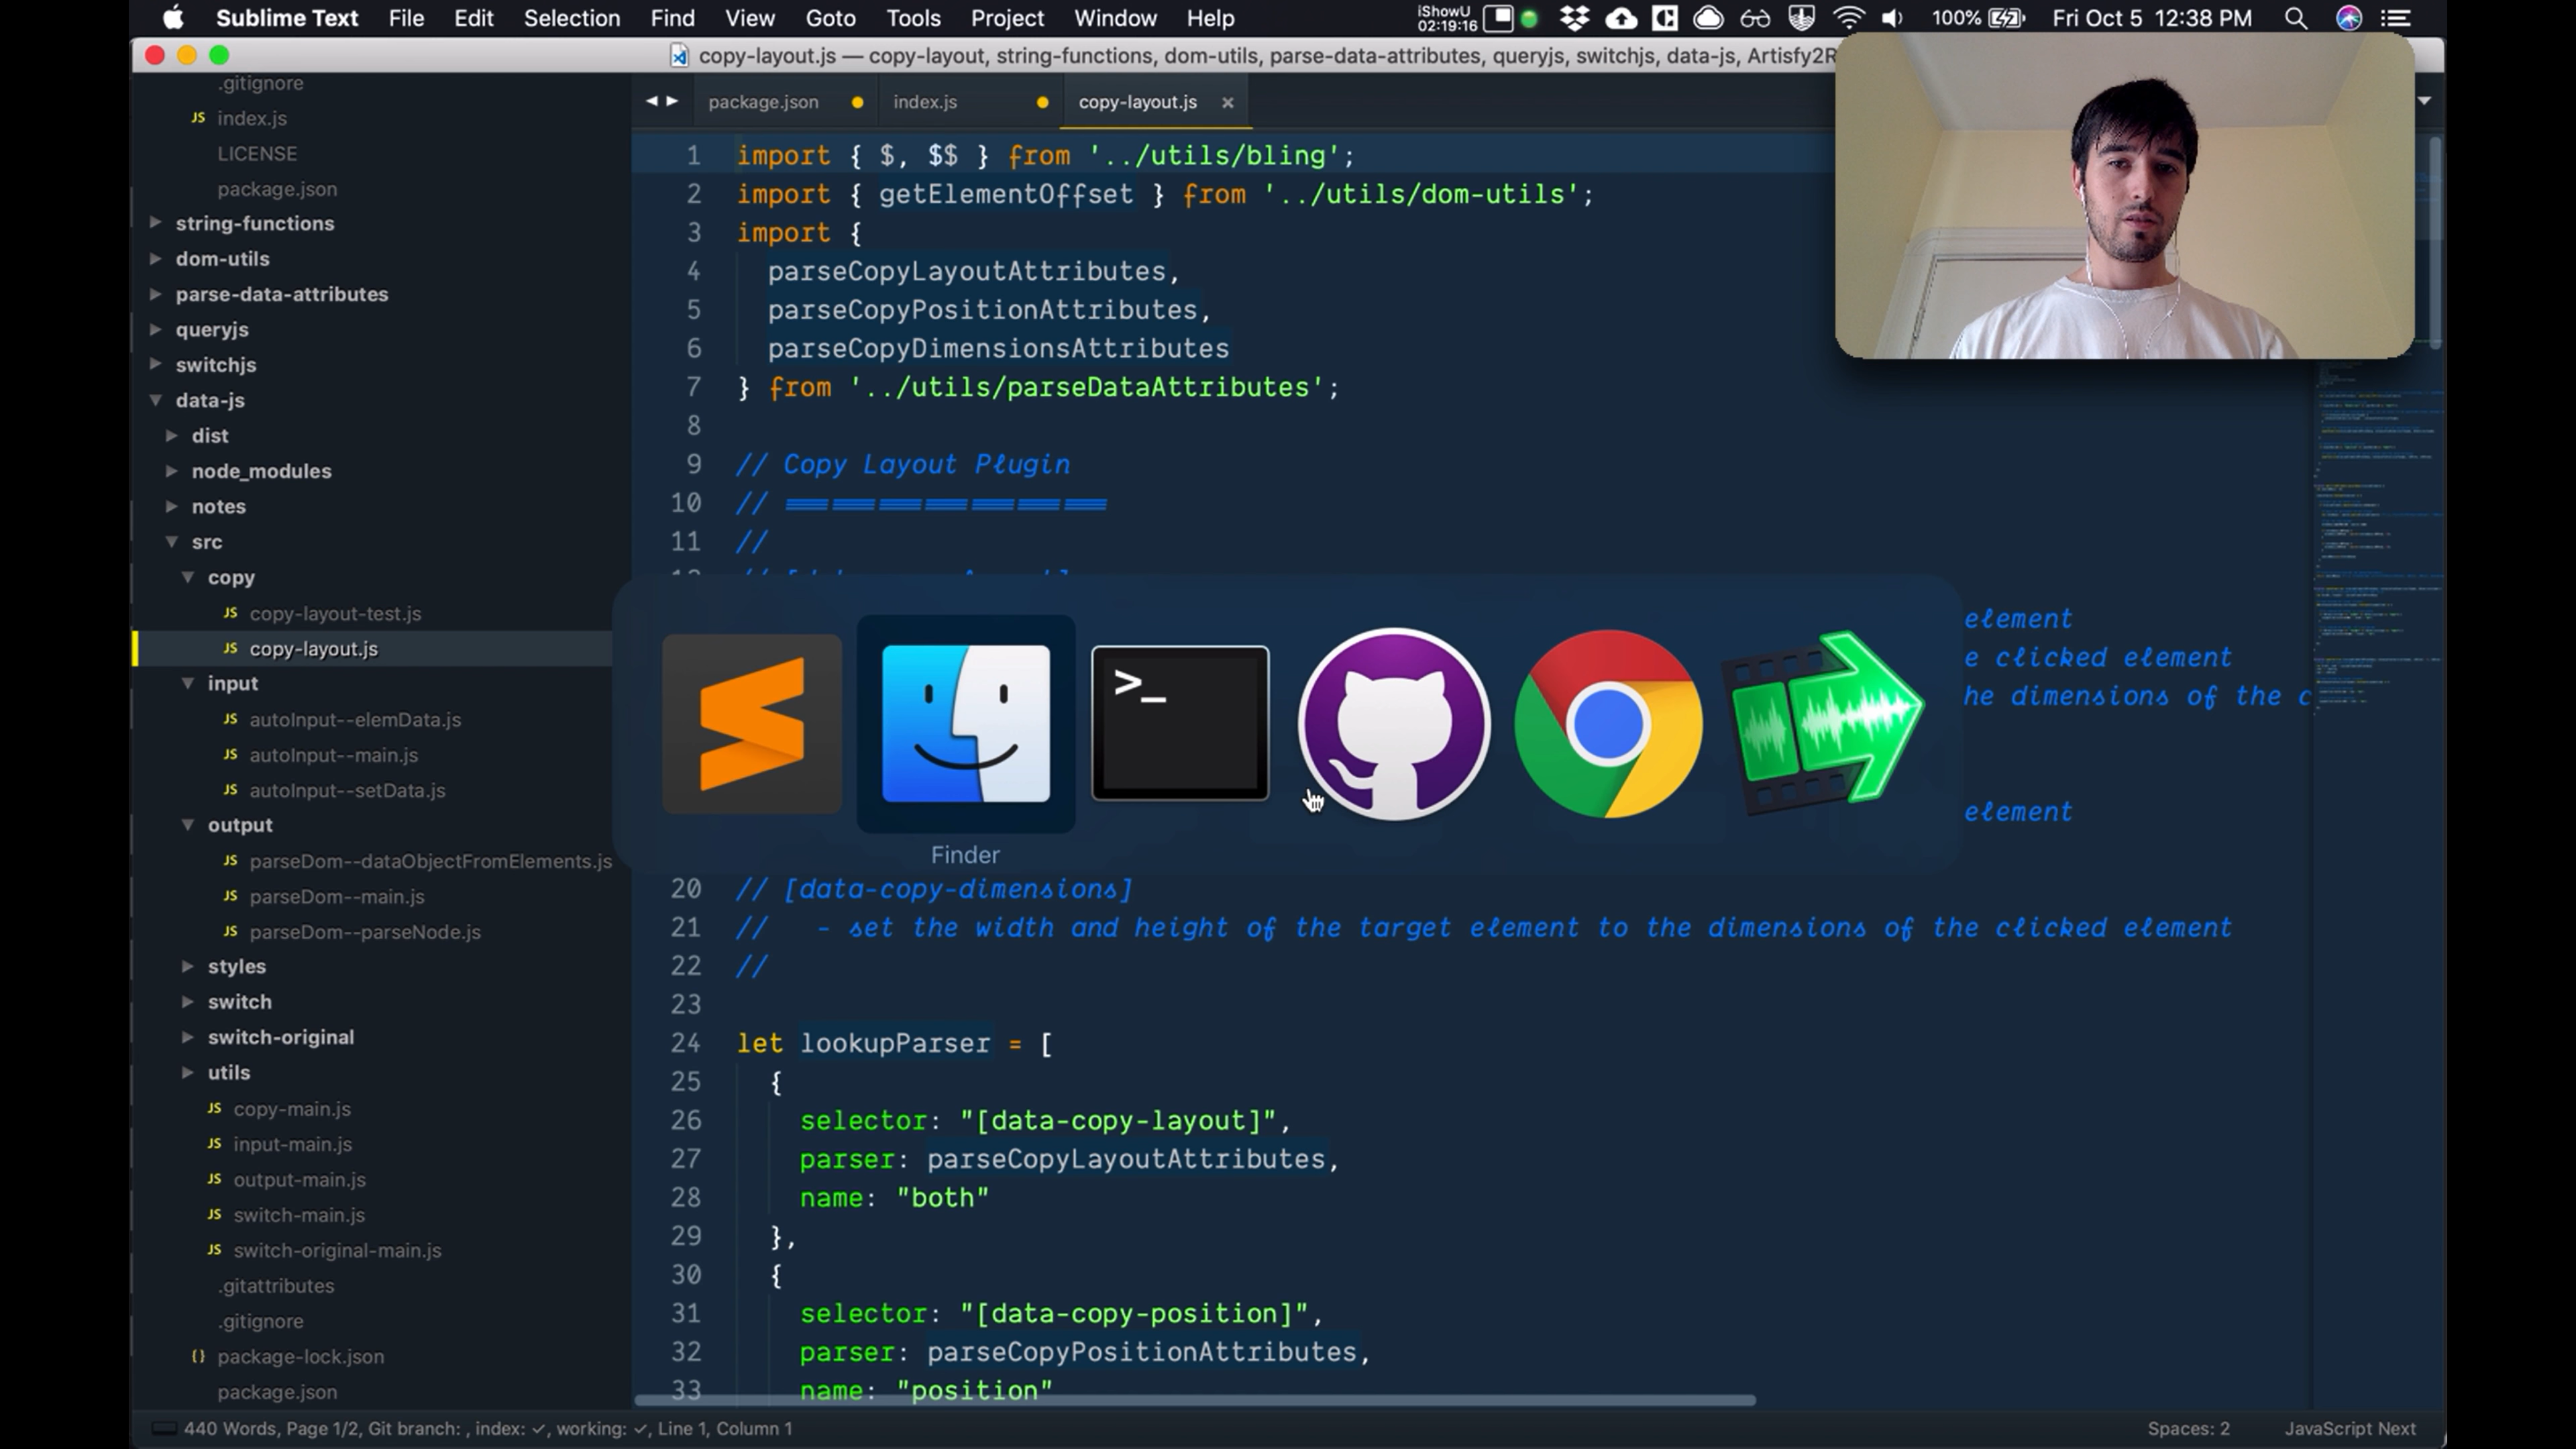 Sublime Text File Edit Selection Find View Goto Tools Project Window Help iShowU 02:19:16 100% Fri Oct 5 12:38 PM
copy-layout.js — copy-layout, string-functions, dom-utils, parse-data-attributes, queryjs, switchjs, data-js, Artisfy2R
.gitignore
JS index.js
LICENSE
package.json
string-functions
dom-utils
parse-data-attributes
queryjs
switchjs
data-js
dist
node_modules
notes
src
copy
JS copy-layout-test.js
JS copy-layout.js
input
JS autoInput--elemData.js
JS autoInput--main.js
JS autoInput--setData.js
output
JS parseDom--dataObjectFromElements.js
JS parseDom--main.js
JS parseDom--parseNode.js
styles
switch
switch-original
utils
JS copy-main.js
JS input-main.js
JS output-main.js
JS switch-main.js
JS switch-original-main.js
.gitattributes
.gitignore
{} package-lock.json
package.json
package.json index.js copy-layout.js ×
1 import { $, $$ } from '../utils/bling';
2 import { getElementOffset } from '../utils/dom-utils';
3 import {
4 parseCopyLayoutAttributes,
5 parseCopyPositionAttributes,
6 parseCopyDimensionsAttributes
7 } from '../utils/parseDataAttributes';
8
9 // Copy Layout Plugin
10 // =====================
11 //
element
e clicked element
he dimensions of the c
element
>_
Finder
20 // [data-copy-dimensions]
21 // - set the width and height of the target element to the dimensions of the clicked element
22 //
23
24 let lookupParser = [
25 {
26 selector: "[data-copy-layout]",
27 parser: parseCopyLayoutAttributes,
28 name: "both"
29 },
30 {
31 selector: "[data-copy-position]",
32 parser: parseCopyPositionAttributes,
33 name: "position"
440 Words, Page 1/2, Git branch: , index: ✓, working: ✓, Line 1, Column 1 Spaces: 2 JavaScript Next